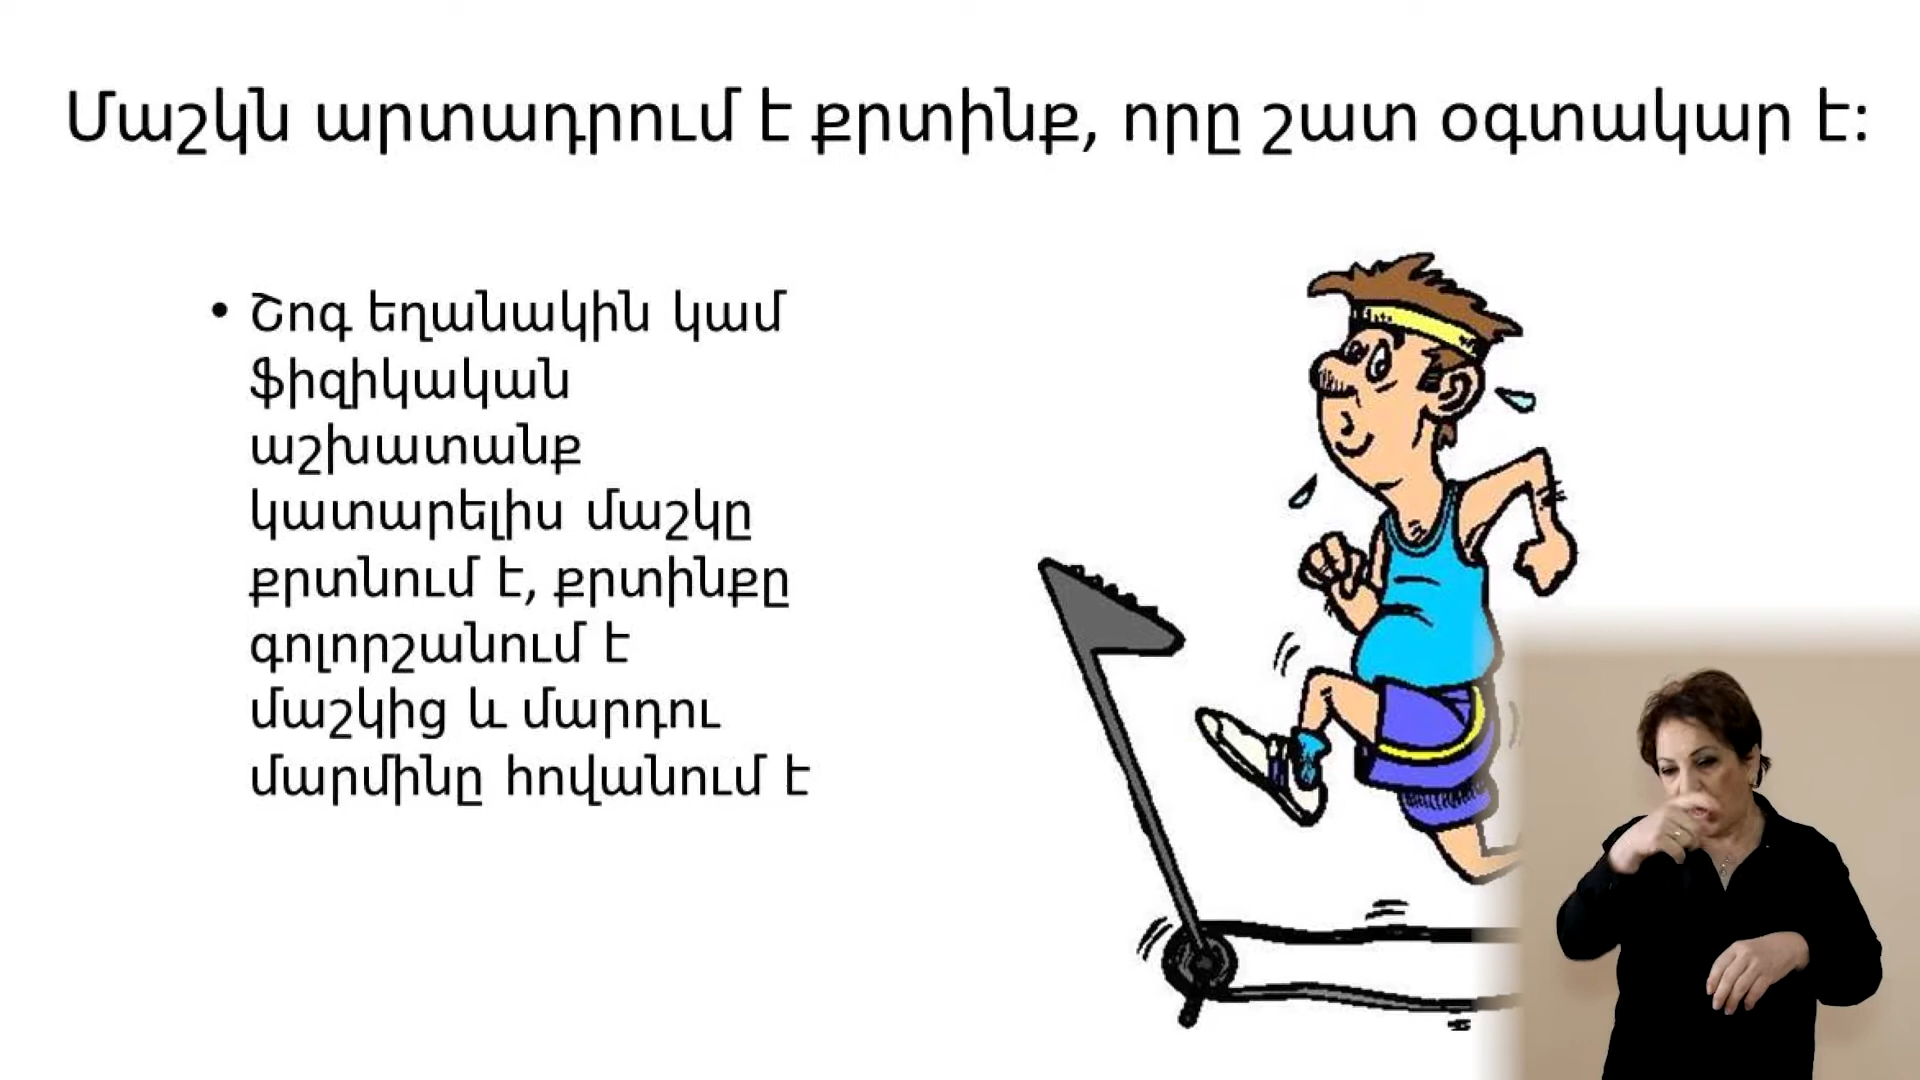 Մաշկն արտադրում է քրտինք, որը շատ օգտակար է:
• Շոգ եղանակին կամ
ֆիզիկական
աշխատանք
կատարելիս մաշկը
քրտնում է, քրտինքը
գոլորշանում է
մաշկից և մարդու
մարմինը հովանում է